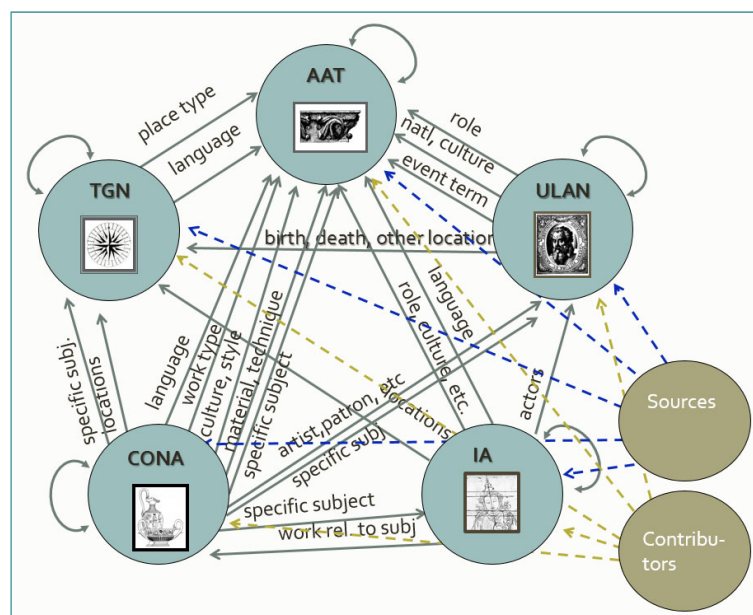 AAT
place type
language
role
natl, culture
event term
TGN
ULAN
birth, death, other location
specific subj.
locations
language
work type
culture, style
material, technique
specific subject
role, culture, etc.
language
artist,patron, etc
specific subj
locations
actors
Sources
CONA
IA
specific subject
work rel. to subj
Contribu-
tors